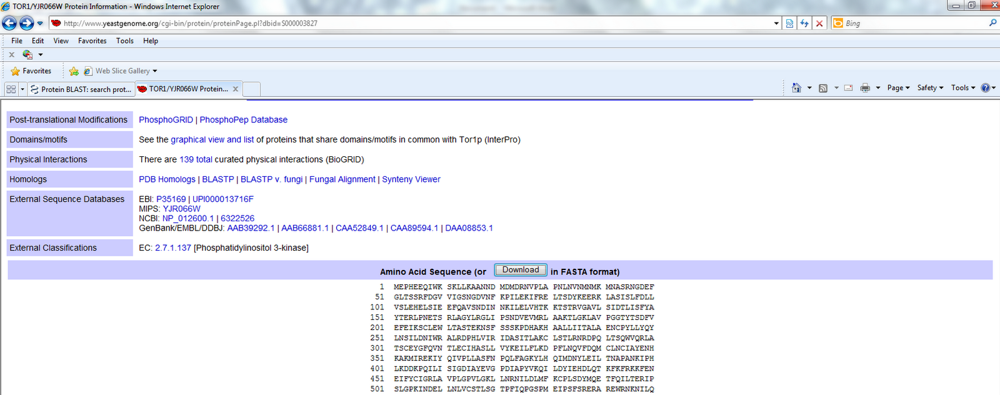 TOR1/YJR066W Protein Information - Windows Internet Explorer
http://www.yeastgenome.org/cgi-bin/protein/proteinPage.pl?dbid=S000003827
Bing
File Edit View Favorites Tools Help
x
Favorites Web Slice Gallery
Protein BLAST: search prot... TOR1/YJR066W Protein... x Page Safety Tools
Post-translational Modifications PhosphoGRID | PhosphoPep Database
Domains/motifs See the graphical view and list of proteins that share domains/motifs in common with Tor1p (InterPro)
Physical Interactions There are 139 total curated physical interactions (BioGRID)
Homologs PDB Homologs | BLASTP | BLASTP v. fungi | Fungal Alignment | Synteny Viewer
External Sequence Databases EBI: P35169 | UPI000013716F
MIPS: YJR066W
NCBI: NP_012600.1 | 6322526
GenBank/EMBL/DDBJ: AAB39292.1 | AAB66881.1 | CAA52849.1 | CAA89594.1 | DAA08853.1
External Classifications EC: 2.7.1.137 [Phosphatidylinositol 3-kinase]
Amino Acid Sequence (or Download in FASTA format)
1 MEPHEEQIWK SKLLKAANND MDMDRNVPLA PNLNVNMNMK MNASRNGDEF
51 GLTSSRFDGV VIGSNGDVNF KPILEKIFRE LTSDYKEERK LASISLFDLL
101 VSLEHELSIE EFQAVSNDIN NKILELVHTK KTSTRVGAVL SIDTLISFYA
151 YTERLPNETS RLAGYLRGLI PSNDVEVMRL AAKTLGKLAV PGGTYTSDFV
201 EFEIKSCLEW LTASTEKNSF SSSKPDHAKH AALLIITALA ENCPYLLYQY
251 LNSILDNIWR ALRDPHLVIR IDASITLAKC LSTLRNRDPQ LTSQWVQRLA
301 TSCEYGFQVN TLECIHASLL VYKEILFLKD PFLNQVFDQM CLNCIAYENH
351 KAKMIREKIY QIVPLLASFN PQLFAGKYLH QIMDNYLEIL TNAPANKIPH
401 LKDDKPQILI SIGDIAYEVG PDIAPYVKQI LDYIEHDLQT KFKFRKKFEN
451 EIFYCIGRLA VPLGPVLGKL LNRNILDLMF KCPLSDYMQE TFQILTERIP
501 SLGPKINDEL LNLVCSTLSG TPFIQPGSPM EIPSFSRERA REWRNKNILQ